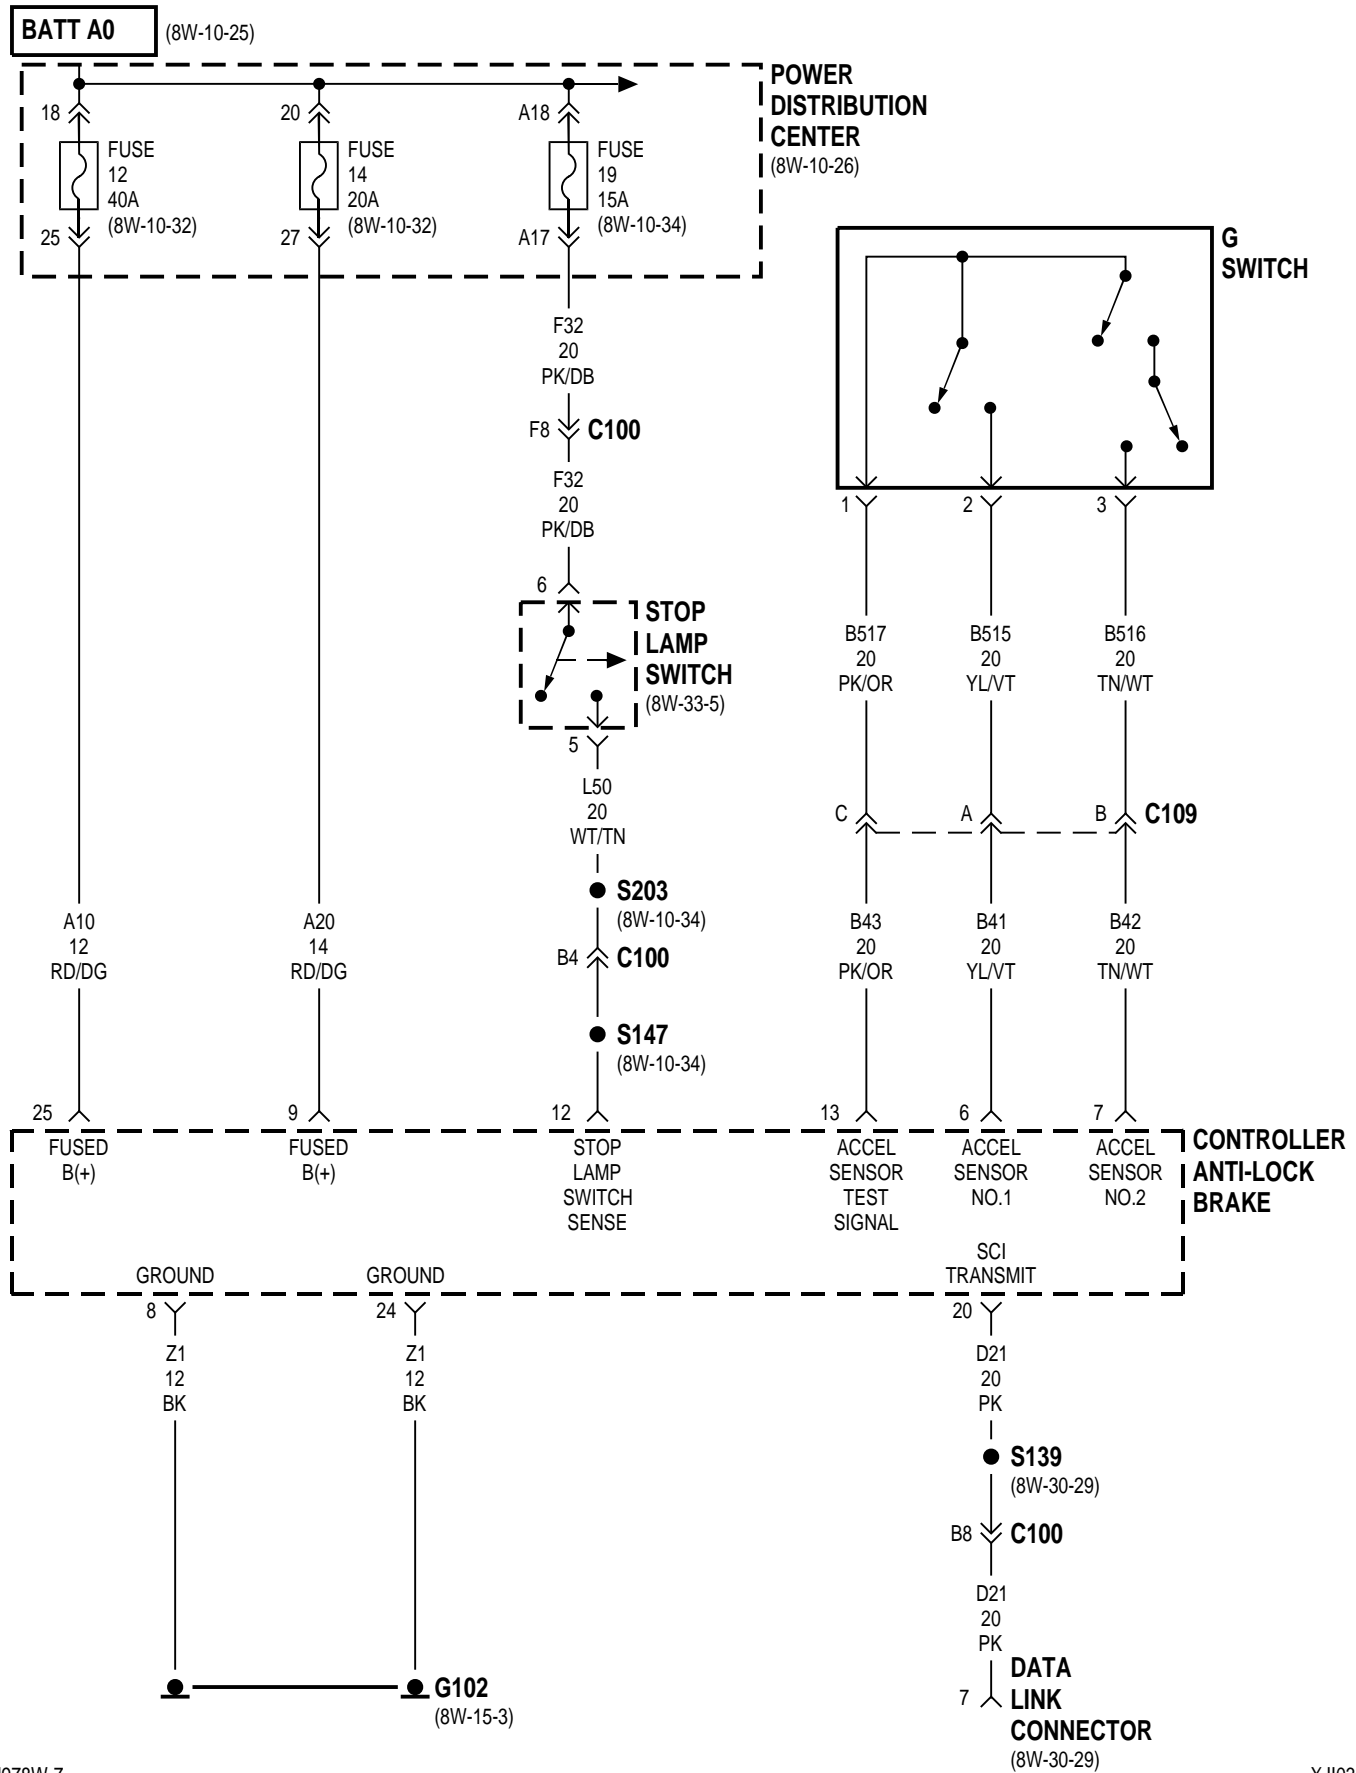 BATT A0 (8W-10-25)
POWER
DISTRIBUTION
CENTER
(8W-10-26)
18
20
A18
FUSE
12
40A
(8W-10-32)
FUSE
14
20A
(8W-10-32)
FUSE
19
15A
(8W-10-34)
25
27
A17
G
SWITCH
F32
20
PK/DB
F8
C100
F32
20
PK/DB
6
STOP
LAMP
SWITCH
(8W-33-5)
5
L50
20
WT/TN
S203
(8W-10-34)
B4
C100
S147
(8W-10-34)
1
2
3
B517
20
PK/OR
B515
20
YL/VT
B516
20
TN/WT
C
A
B
C109
A10
12
RD/DG
A20
14
RD/DG
B43
20
PK/OR
B41
20
YL/VT
B42
20
TN/WT
25
9
12
13
6
7
FUSED
B(+)
FUSED
B(+)
STOP
LAMP
SWITCH
SENSE
ACCEL
SENSOR
TEST
SIGNAL
ACCEL
SENSOR
NO.1
ACCEL
SENSOR
NO.2
CONTROLLER
ANTI-LOCK
BRAKE
GROUND
GROUND
SCI
TRANSMIT
8
24
20
Z1
12
BK
Z1
12
BK
D21
20
PK
S139
(8W-30-29)
B8
C100
D21
20
PK
7
DATA
LINK
CONNECTOR
(8W-30-29)
G102
(8W-15-3)